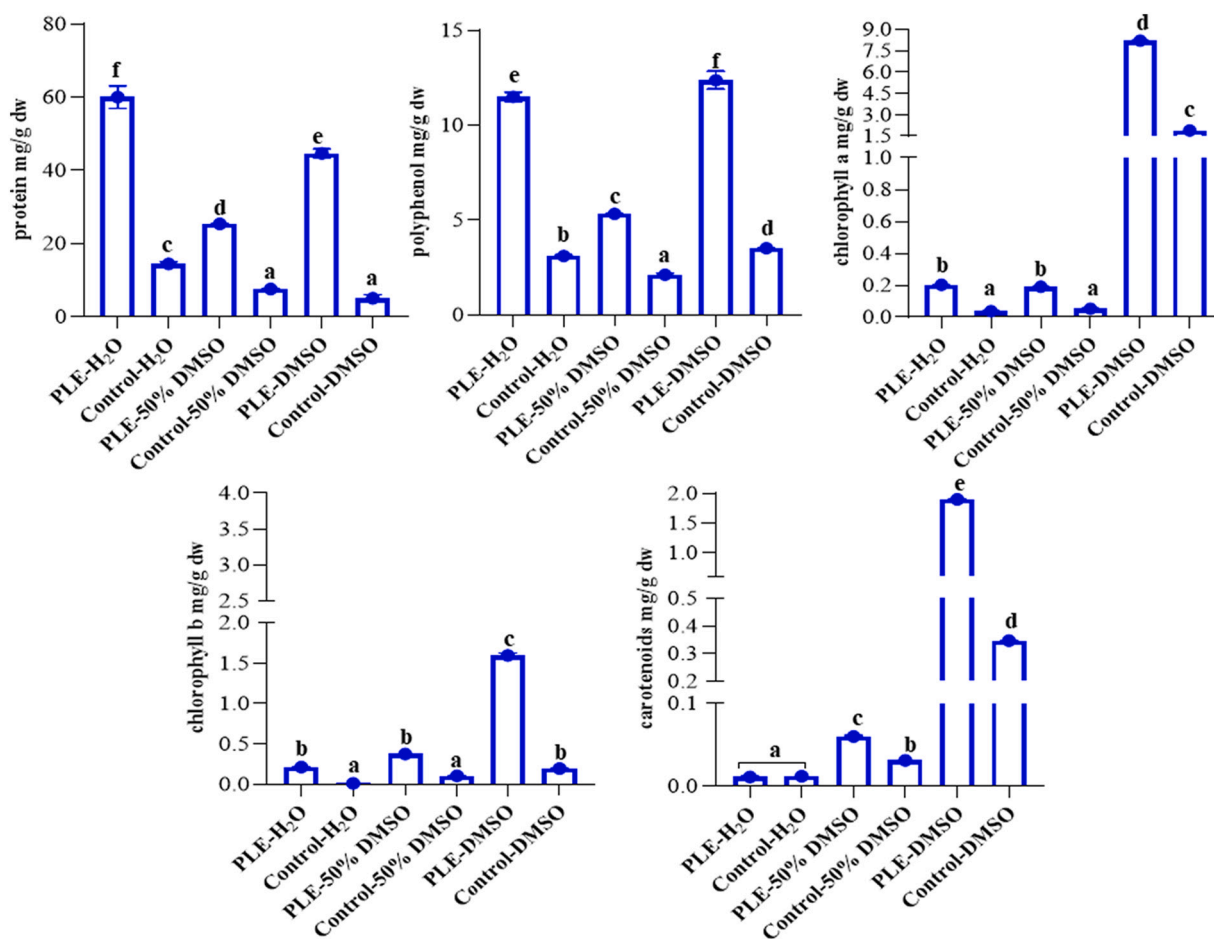 protein mg/g dw
80
60
40
20
0
f
c
d
a
e
a
PLE-H₂O
Control-H₂O
PLE-50% DMSO
Control-50% DMSO
PLE-DMSO
Control-DMSO
polyphenol mg/g dw
15
10
5
0
e
b
c
a
f
d
PLE-H₂O
Control-H₂O
PLE-50% DMSO
Control-50% DMSO
PLE-DMSO
Control-DMSO
chlorophyll a mg/g dw
9.0
7.5
6.0
4.5
3.0
1.5
1.0
0.8
0.6
0.4
0.2
0.0
b
a
b
a
d
c
PLE-H₂O
Control-H₂O
PLE-50% DMSO
Control-50% DMSO
PLE-DMSO
Control-DMSO
chlorophyll b mg/g dw
4.0
3.5
3.0
2.5
2.0
1.5
1.0
0.5
0.0
b
a
b
a
c
b
PLE-H₂O
Control-H₂O
PLE-50% DMSO
Control-50% DMSO
PLE-DMSO
Control-DMSO
carotenoids mg/g dw
2.0
1.5
1.0
0.5
0.4
0.3
0.2
0.1
0.0
a
c
b
e
d
PLE-H₂O
Control-H₂O
PLE-50% DMSO
Control-50% DMSO
PLE-DMSO
Control-DMSO